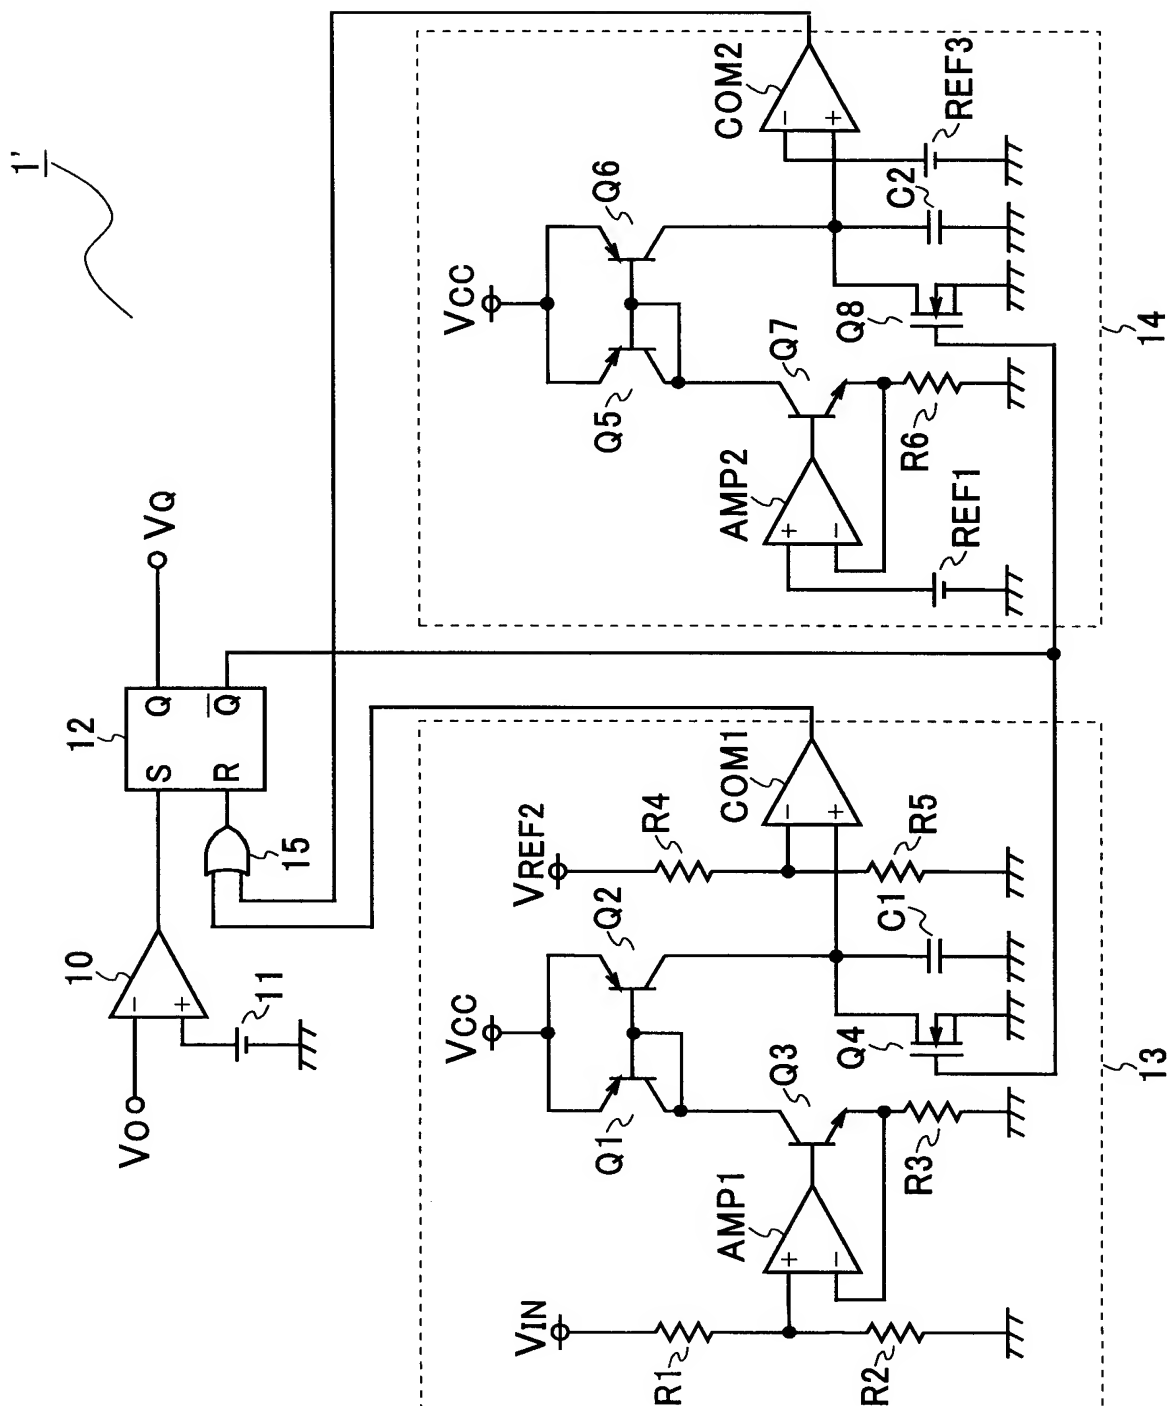 1'
VO
10
-
+
11
S
Q
R
Q
12
15
VQ
VIN
R1
R2
AMP1
+
-
VCC
Q1
Q2
Q3
R3
Q4
C1
VREF2
R4
R5
COM1
-
+
13
AMP2
+
-
REF1
VCC
Q5
Q6
Q7
R6
Q8
C2
COM2
-
+
REF3
14